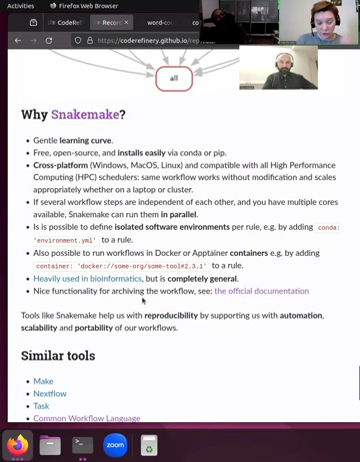 Activities
Firefox Web Browser
CodeRef
Record
word-cou
co
https://coderefinery.github.io/rep
all
Why Snakemake?
• Gentle learning curve.
• Free, open-source, and installs easily via conda or pip.
• Cross-platform (Windows, MacOS, Linux) and compatible with all High Performance
Computing (HPC) schedulers: same workflow works without modification and scales
appropriately whether on a laptop or cluster.
• If several workflow steps are independent of each other, and you have multiple cores
available, Snakemake can run them in parallel.
• Is is possible to define isolated software environments per rule, e.g. by adding conda:
'environment.yml' to a rule.
• Also possible to run workflows in Docker or Apptainer containers e.g. by adding
container: 'docker://some-org/some-tool#2.3.1' to a rule.
• Heavily used in bioinformatics, but is completely general.
• Nice functionality for archiving the workflow, see: the official documentation
Tools like Snakemake help us with reproducibility by supporting us with automation,
scalability and portability of our workflows.
Similar tools
• Make
• Nextflow
• Task
• Common Workflow Language
zoom